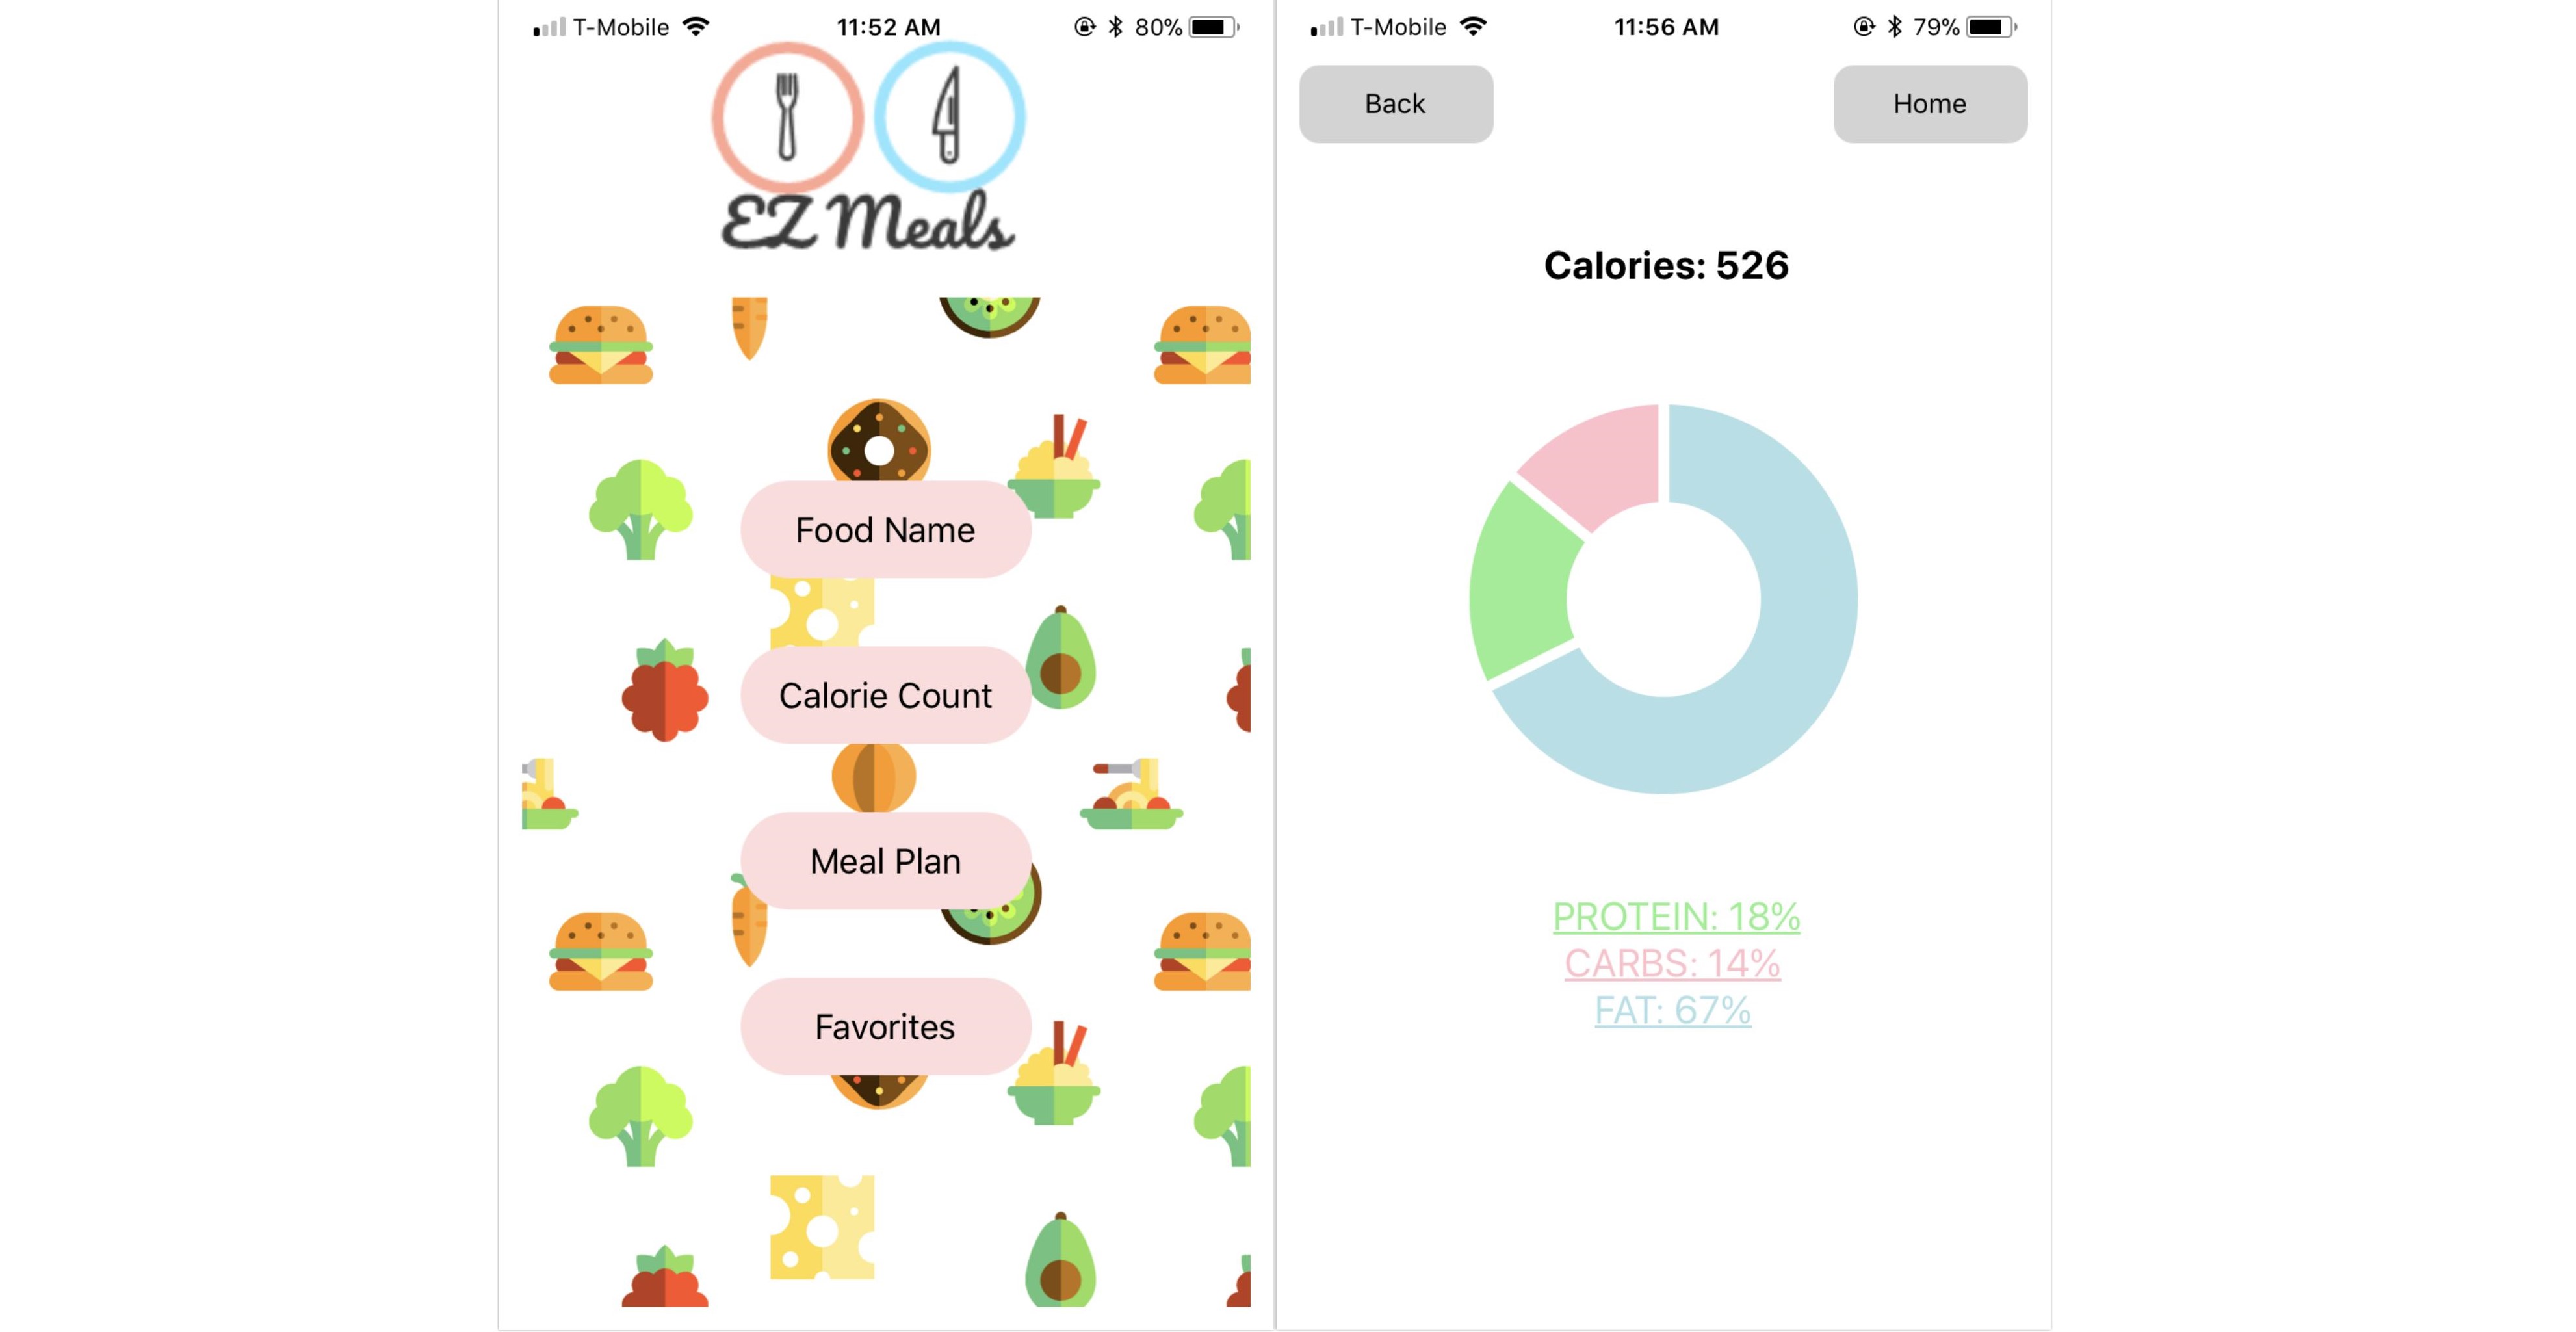 T-Mobile 11:52 AM 80%
EZ Meals
Food Name
Calorie Count
Meal Plan
Favorites
T-Mobile 11:56 AM 79%
Back Home
Calories: 526
PROTEIN: 18%
CARBS: 14%
FAT: 67%